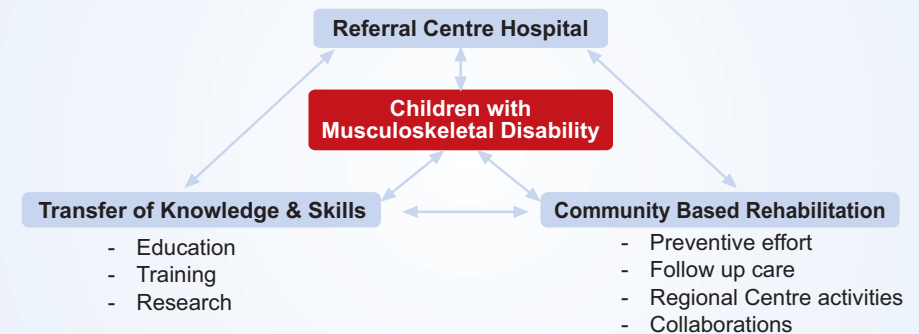 Referral Centre Hospital
Children with
Musculoskeletal Disability
Transfer of Knowledge & Skills
- Education
- Training
- Research
Community Based Rehabilitation
- Preventive effort
- Follow up care
- Regional Centre activities
- Collaborations